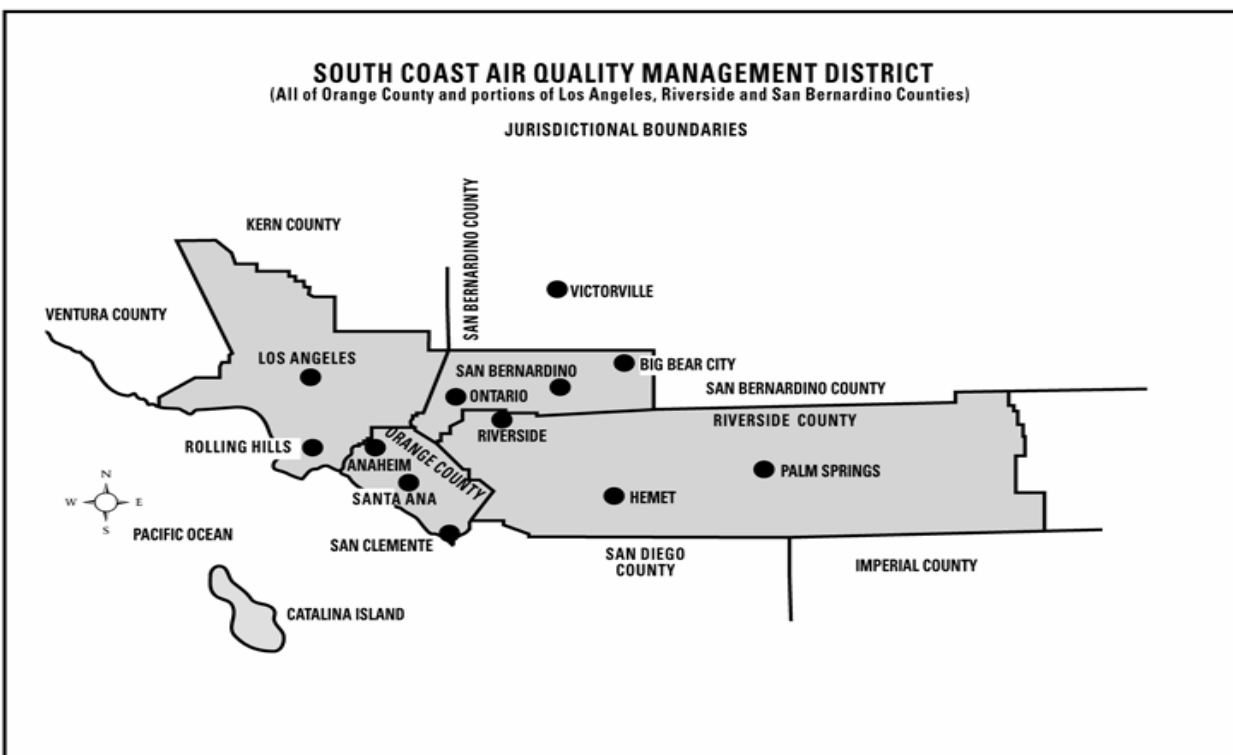 SOUTH COAST AIR QUALITY MANAGEMENT DISTRICT
(All of Orange County and portions of Los Angeles, Riverside and San Bernardino Counties)
JURISDICTIONAL BOUNDARIES
SAN BERNARDINO COUNTY
KERN COUNTY
VICTORVILLE
VENTURA COUNTY
LOS ANGELES
SAN BERNARDINO
BIG BEAR CITY
SAN BERNARDINO COUNTY
ONTARIO
RIVERSIDE COUNTY
RIVERSIDE
ORANGE COUNTY
ROLLING HILLS
ANAHEIM
PALM SPRINGS
SANTA ANA
HEMET
N
W
E
S
PACIFIC OCEAN
SAN CLEMENTE
SAN DIEGO
COUNTY
IMPERIAL COUNTY
CATALINA ISLAND